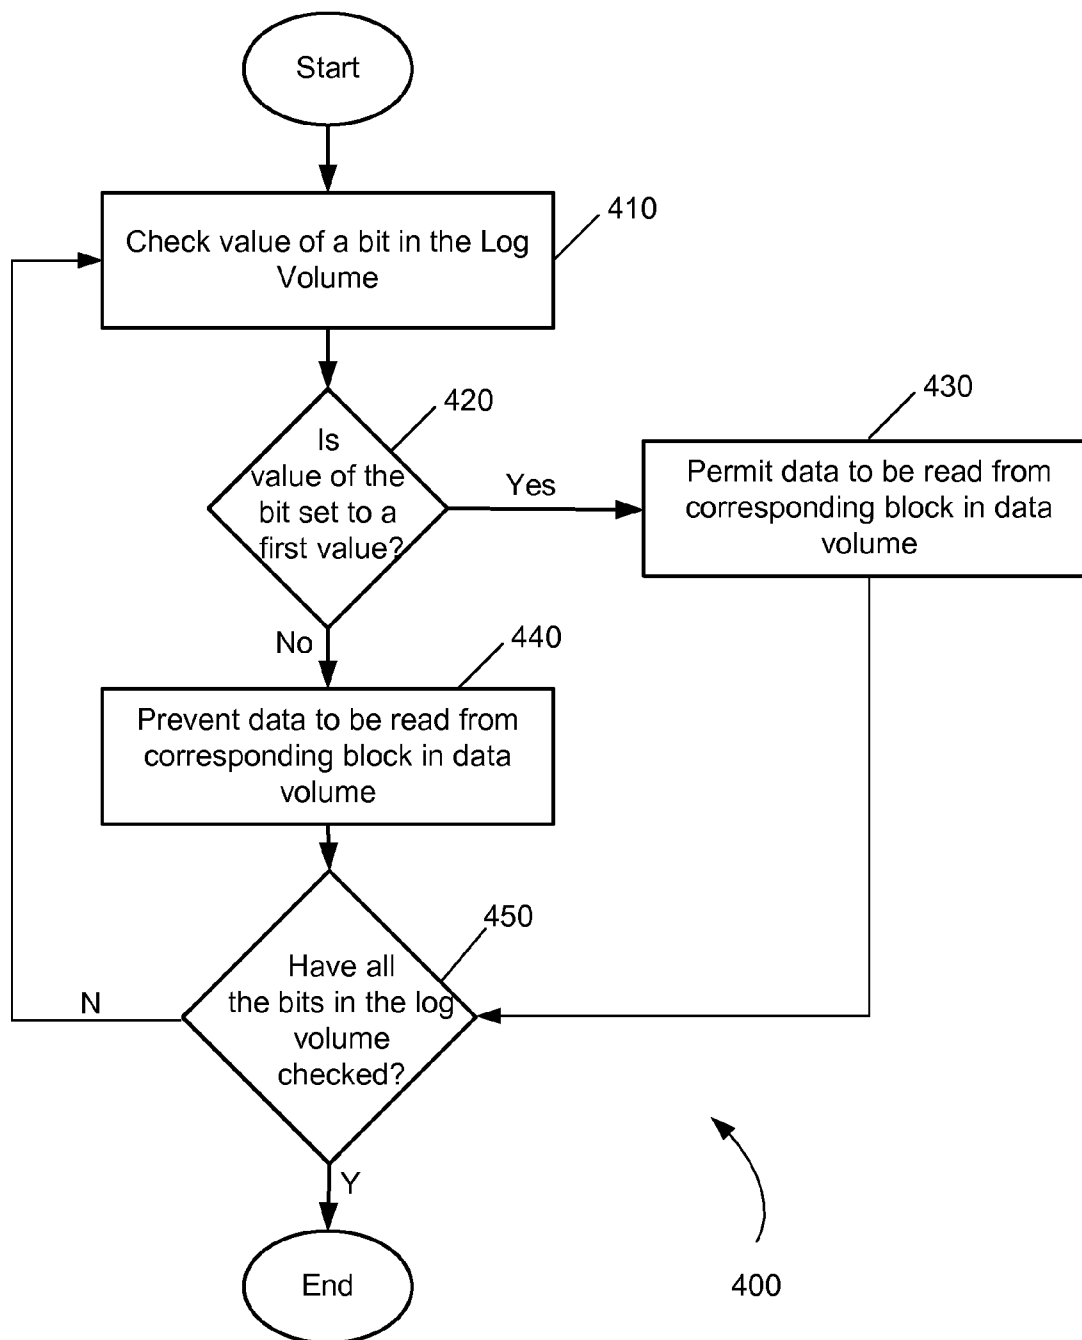 Start
410
Check value of a bit in the Log
Volume
420
Is
value of the
bit set to a
first value?
Yes
430
Permit data to be read from
corresponding block in data
volume
No
440
Prevent data to be read from
corresponding block in data
volume
450
Have all
the bits in the log
volume
checked?
N
Y
End
400